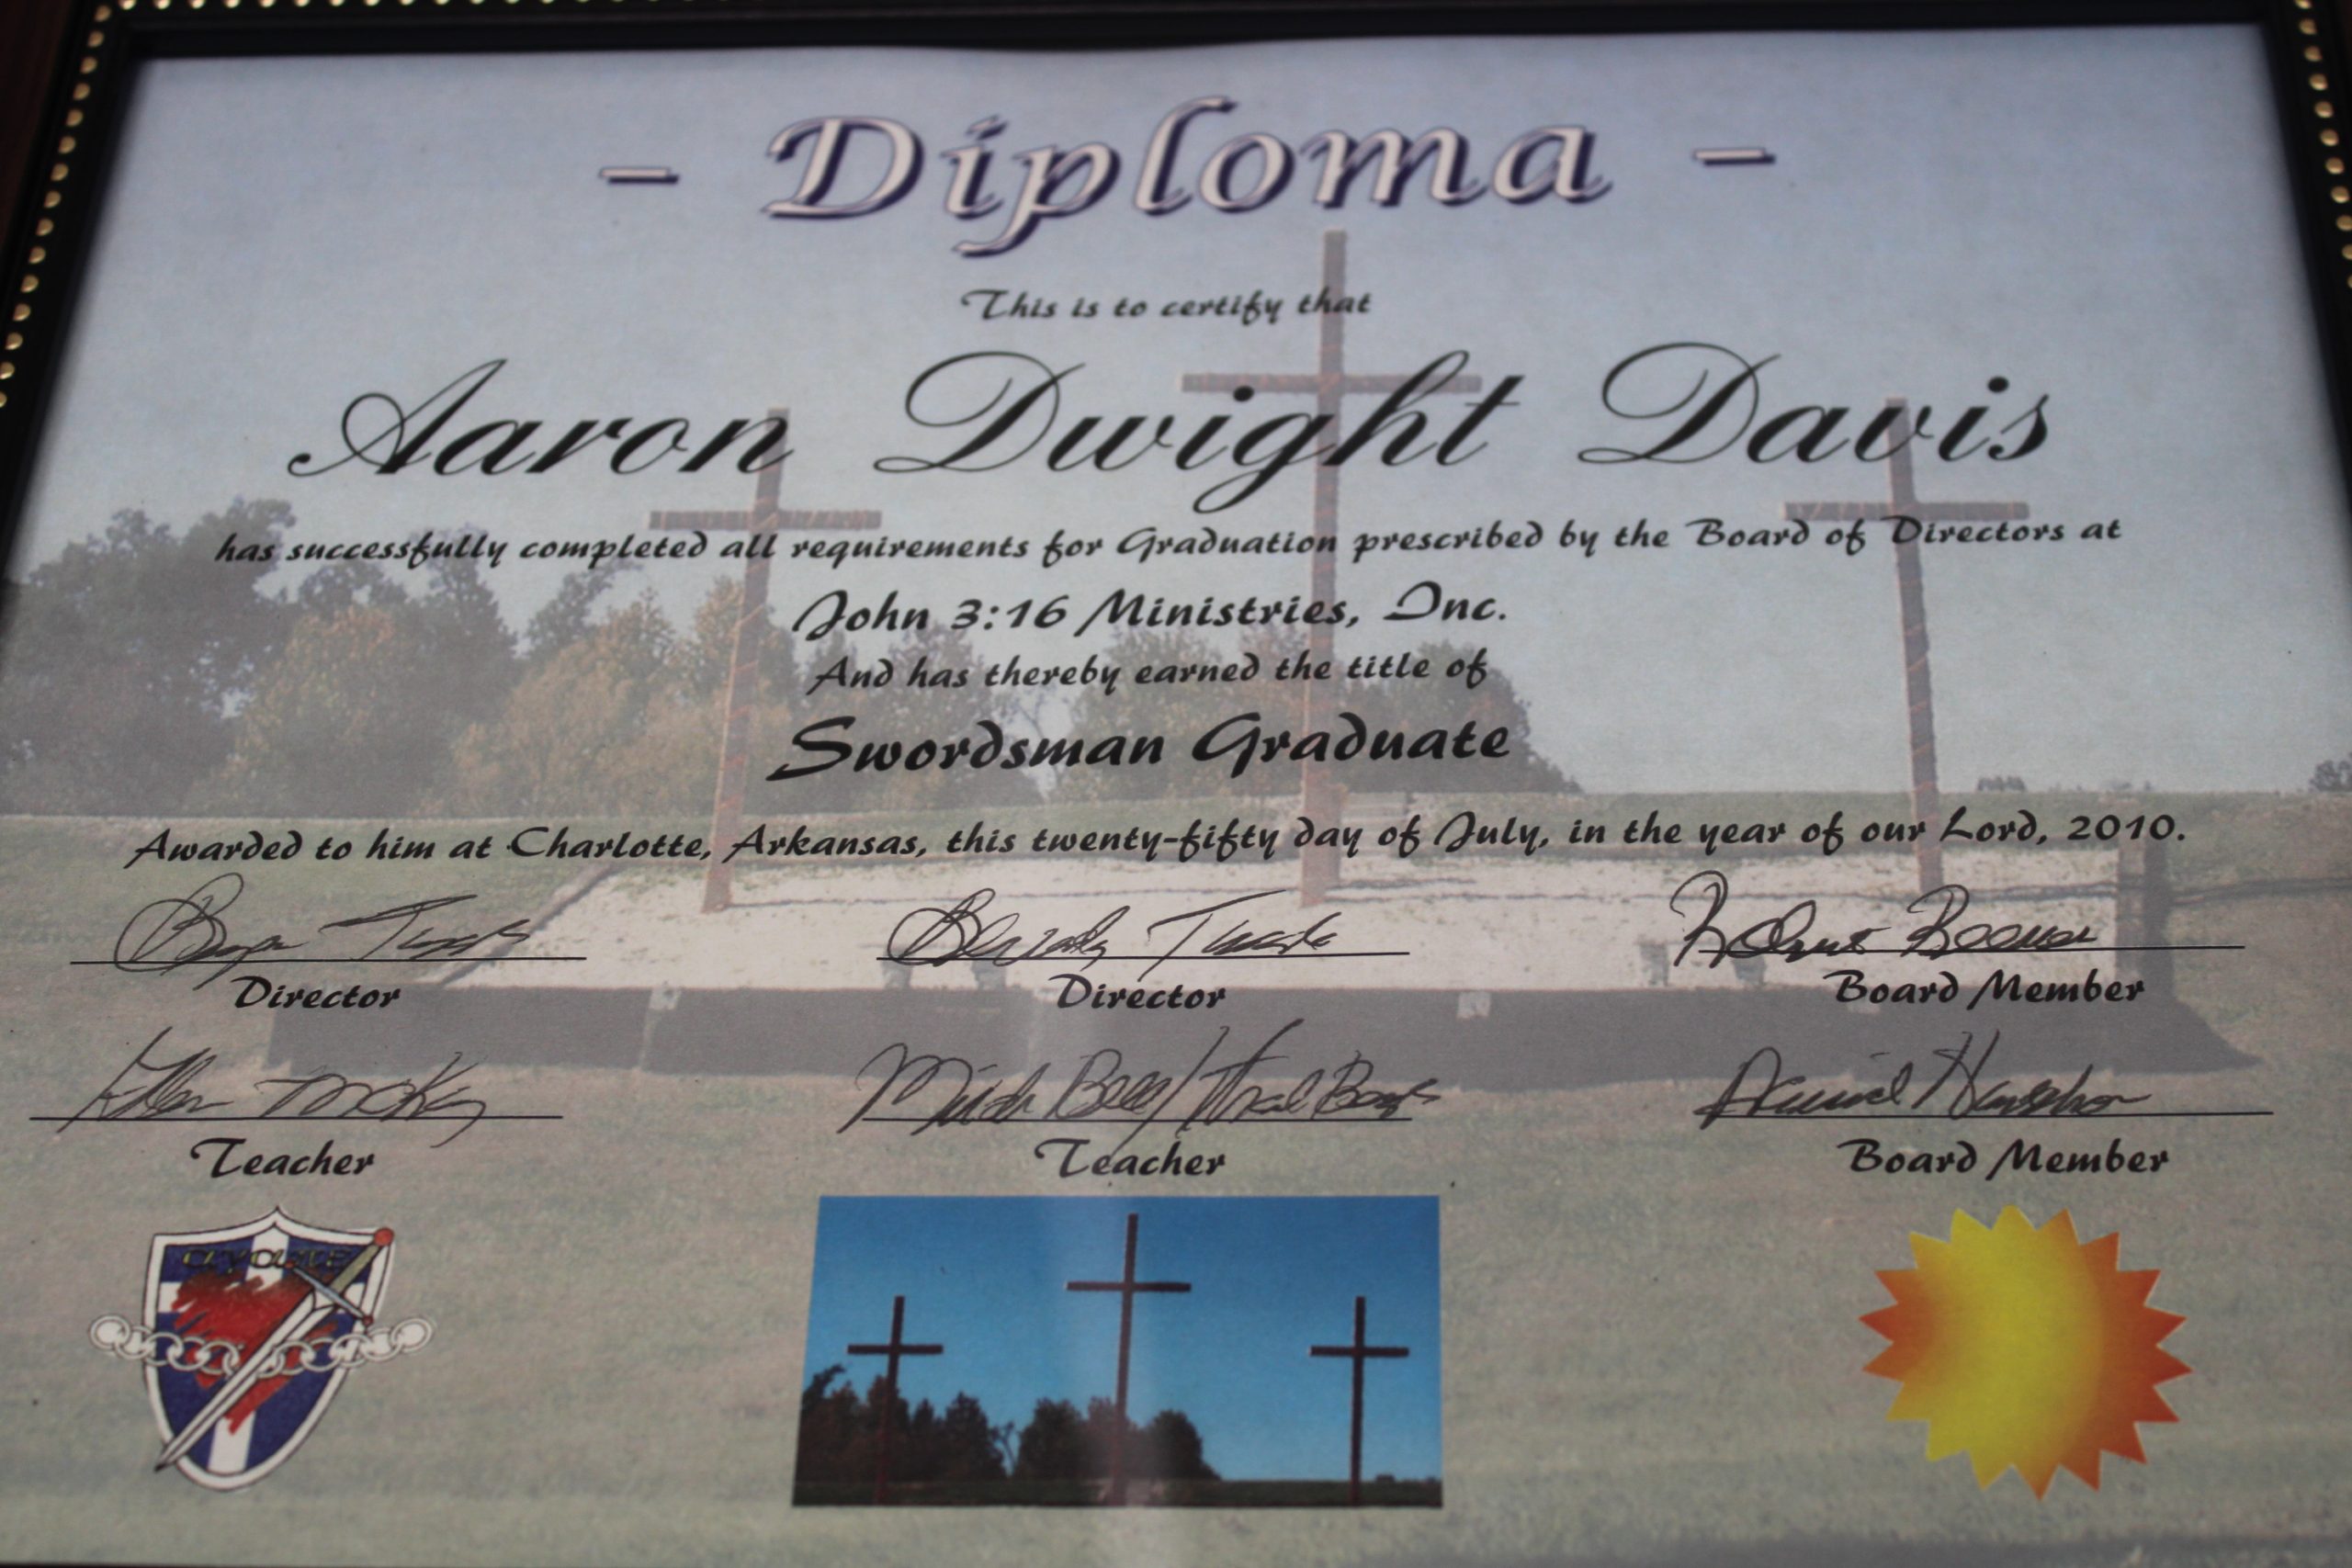 - Diploma -
This is to certify that
Aaron Dwight Davis
has successfully completed all requirements for Graduation prescribed by the Board of Directors at
John 3:16 Ministries, Inc.
And has thereby earned the title of
Swordsman Graduate
Awarded to him at Charlotte, Arkansas, this twenty-fifty day of July, in the year of our Lord, 2010.
Director
Director
Board Member
Teacher
Teacher
Board Member